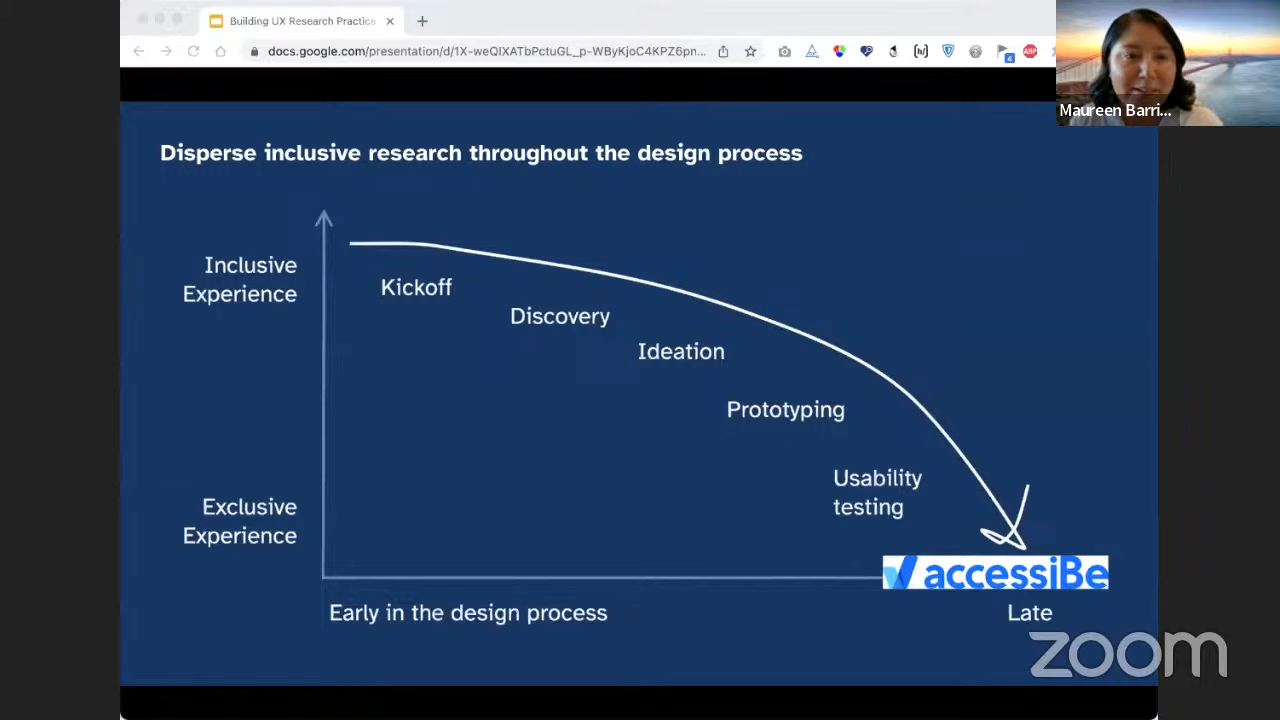 Building UX Research Practice
docs.google.com/presentation/d/1X-weQIXATbPctuGL_p-WByKjoC4KPZ6pn...
4
ABP
Maureen Barri...
Disperse inclusive research throughout the design process
Inclusive
Experience
Kickoff
Discovery
Ideation
Prototyping
Usability
testing
Exclusive
Experience
accessiBe
Early in the design process
Late
zoom